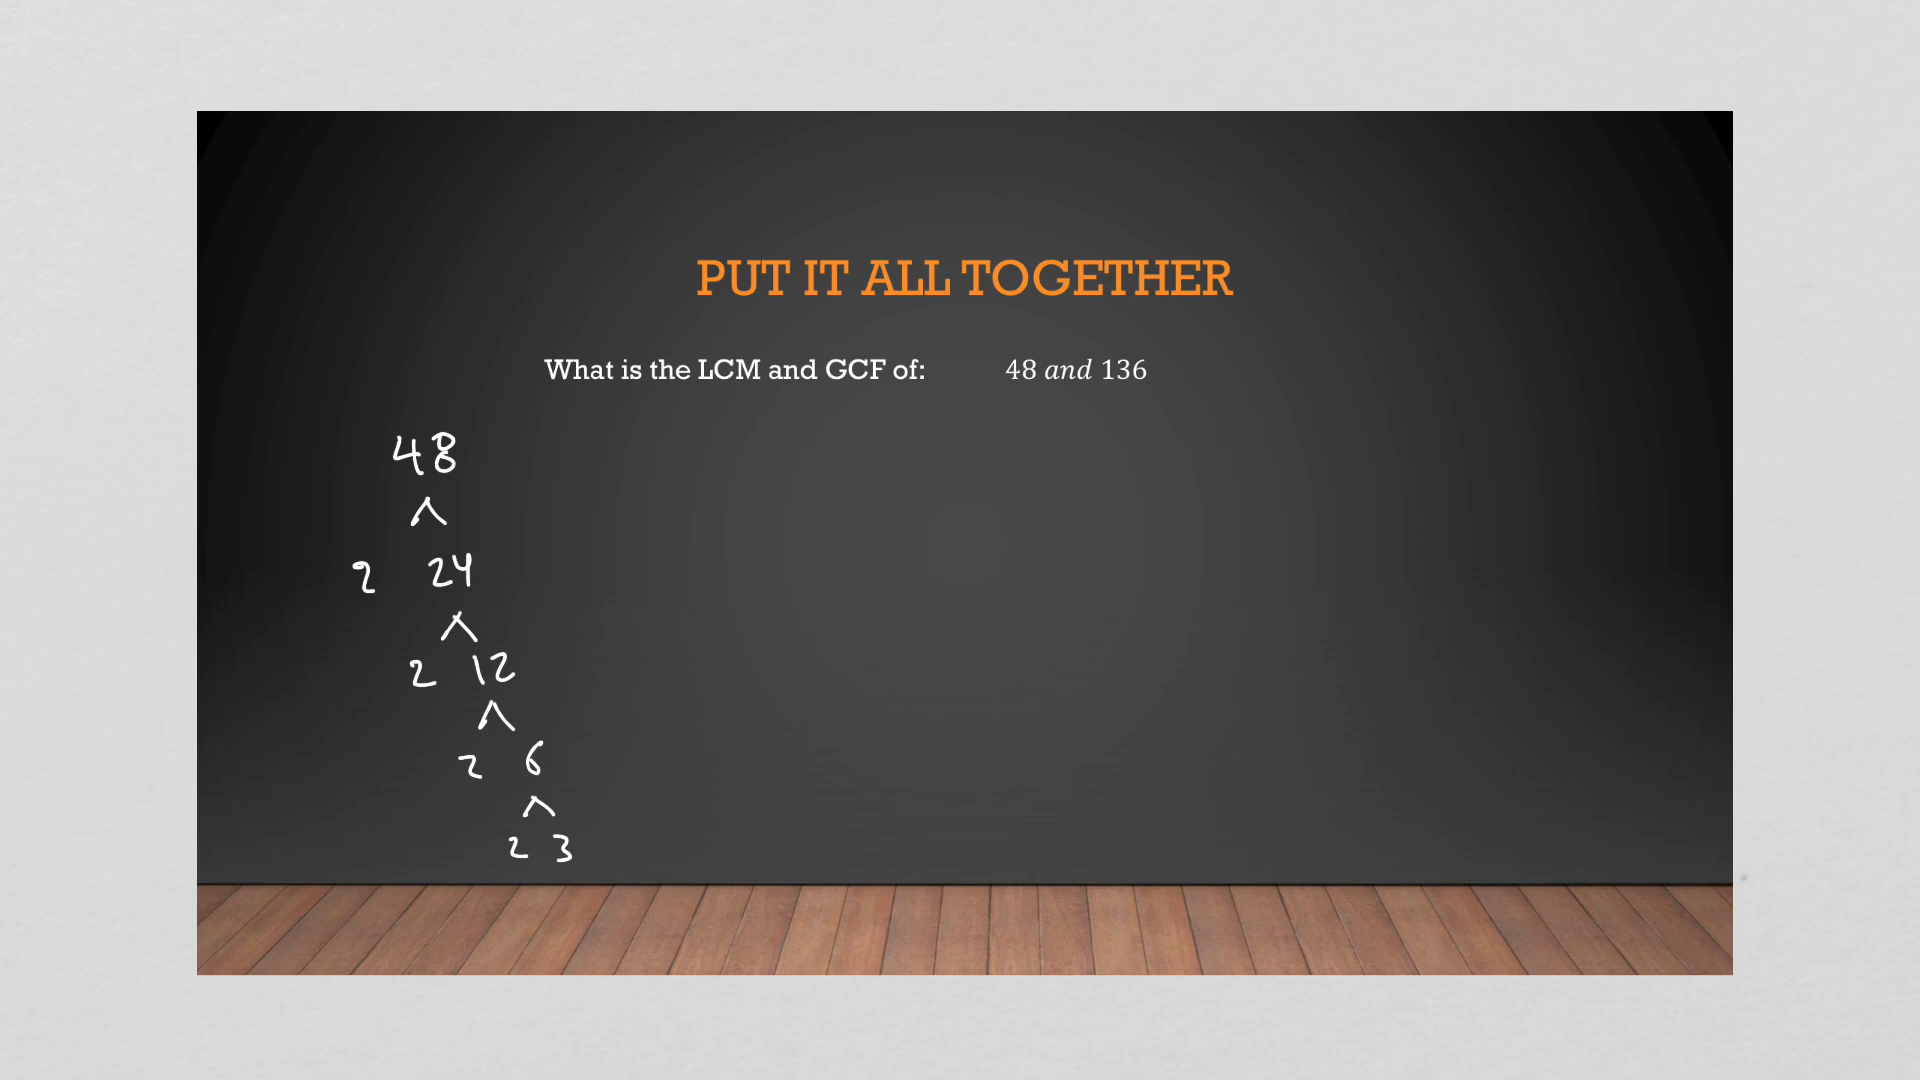 PUT IT ALL TOGETHER
What is the LCM and GCF of: 48 and 136
48
2 24
2 12
2 6
2 3